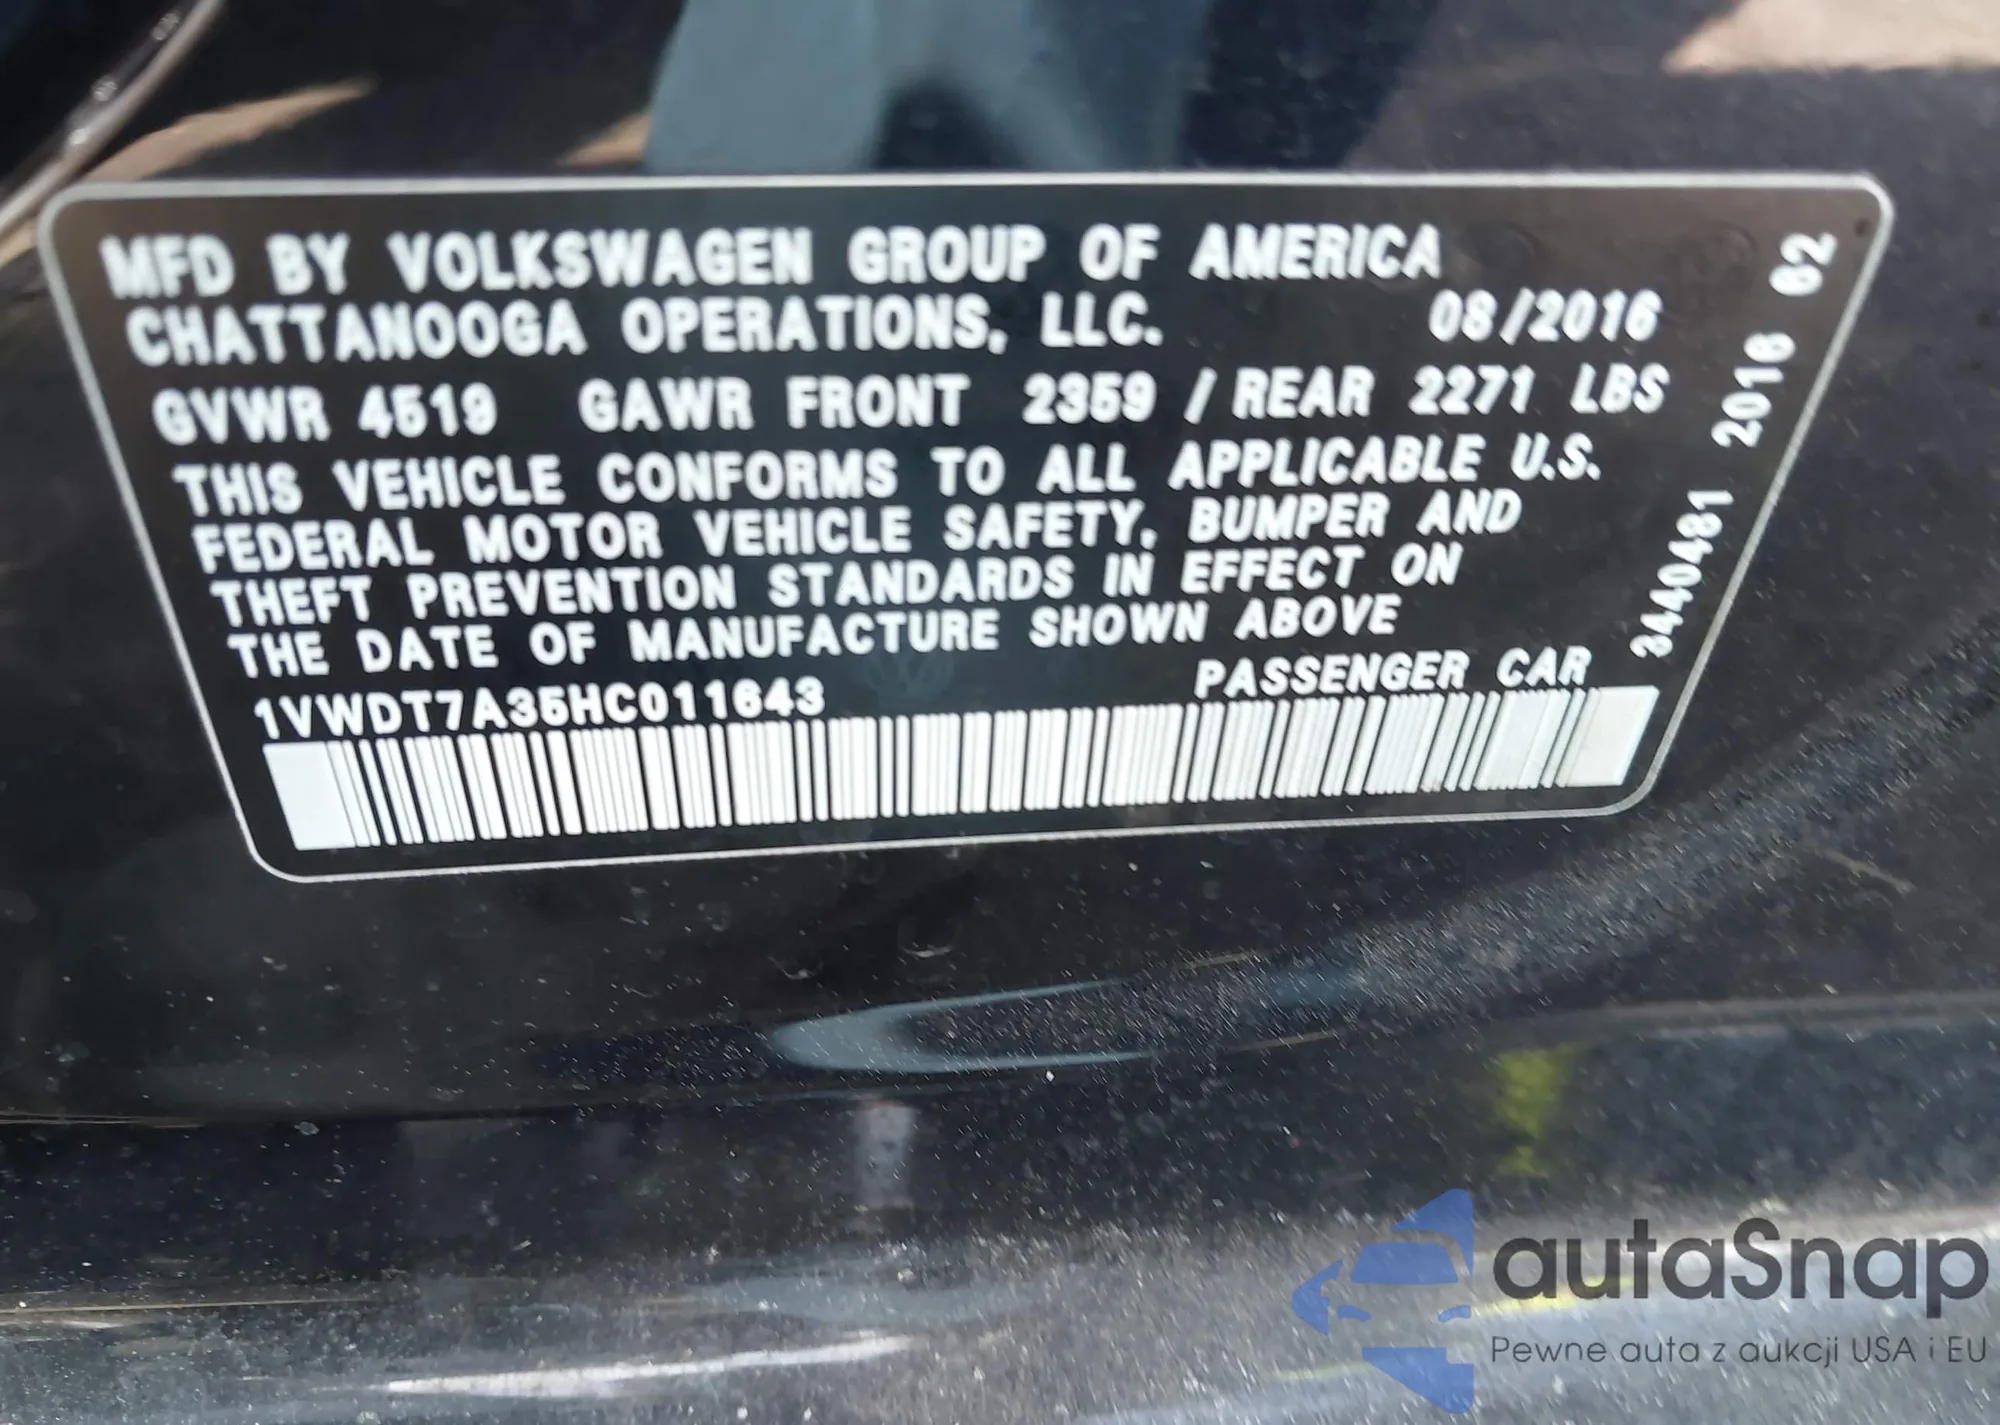 MFD BY VOLKSWAGEN GROUP OF AMERICA
CHATTANOOGA OPERATIONS, LLC. 08/2016
GVWR 4519 GAWR FRONT 2359 / REAR 2271 LBS
THIS VEHICLE CONFORMS TO ALL APPLICABLE U.S.
FEDERAL MOTOR VEHICLE SAFETY, BUMPER AND
THEFT PREVENTION STANDARDS IN EFFECT ON
THE DATE OF MANUFACTURE SHOWN ABOVE
1VWDT7A35HC011643 PASSENGER CAR
3440481 2016 82
autaSnap
Pewne auta z aukcji USA i EU